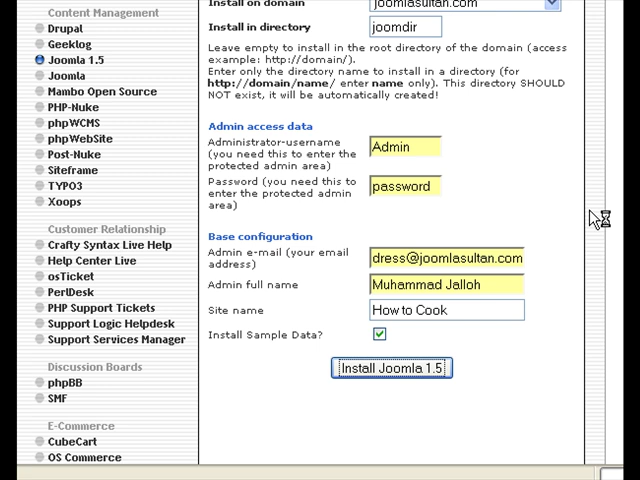 Content Management
Drupal
Geeklog
Joomla 1.5
Joomla
Mambo Open Source
PHP-Nuke
phpWCMS
phpWebSite
Post-Nuke
Siteframe
TYPO3
Xoops
Customer Relationship
Crafty Syntax Live Help
Help Center Live
osTicket
PerlDesk
PHP Support Tickets
Support Logic Helpdesk
Support Services Manager
Discussion Boards
phpBB
SMF
E-Commerce
CubeCart
OS Commerce
Install on domain
joomlasultan.com
Install in directory
joomdir
Leave empty to install in the root directory of the domain (access
example: http://domain/).
Enter only the directory name to install in a directory (for
http://domain/name/ enter name only). This directory SHOULD
NOT exist, it will be automatically created!
Admin access data
Administrator-username
(you need this to enter the
protected admin area)
Admin
Password (you need this to
enter the protected admin
area)
password
Base configuration
Admin e-mail (your email
address)
dress@joomlasultan.com
Admin full name
Muhammad Jalloh
Site name
How to Cook
Install Sample Data?
Install Joomla 1.5